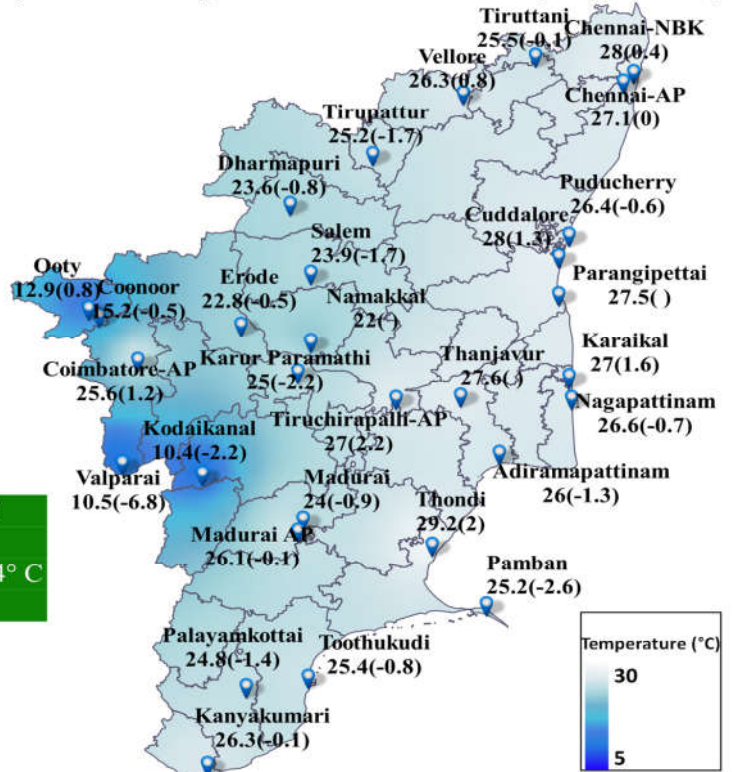 Tiruttani
25.5(-0.1)
Chennai-NBK
28(0.4)
Vellore
26.3(0.8)
Chennai-AP
27.1(0)
Tirupattur
25.2(-1.7)
Dharmapuri
23.6(-0.8)
Puducherry
26.4(-0.6)
Cuddalore
28(1.3)
Salem
23.9(-1.7)
Ooty
12.9(0.8)
Coonoor
15.2(-0.5)
Erode
22.8(-0.5)
Namakkal
22( )
Parangipettai
27.5( )
Karaikal
27(1.6)
Coimbatore-AP
25.6(1.2)
Karur Paramathi
25(-2.2)
Thanjavur
27.6( )
Nagapattinam
26.6(-0.7)
Tiruchirapalli-AP
27(2.2)
Kodaikanal
10.4(-2.2)
Valparai
10.5(-6.8)
Adiramapattinam
26(-1.3)
Madurai
24(-0.9)
Thondi
29.2(2)
Madurai AP
26.1(-0.1)
4° C
Pamban
25.2(-2.6)
Palayamkottai
24.8(-1.4)
Toothukudi
25.4(-0.8)
Kanyakumari
26.3(-0.1)
Temperature (°C)
30
5